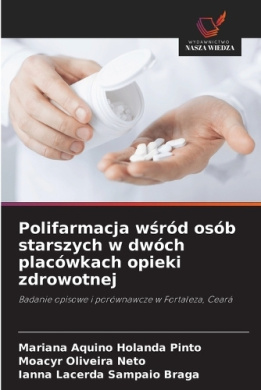 WYDAWNICTWO
NASZA WIEDZA
Polifarmacja wśród osób
starszych w dwóch
placówkach opieki
zdrowotnej
Badanie opisowe i porównawcze w Fortaleza, Ceará
Mariana Aquino Holanda Pinto
Moacyr Oliveira Neto
Ianna Lacerda Sampaio Braga